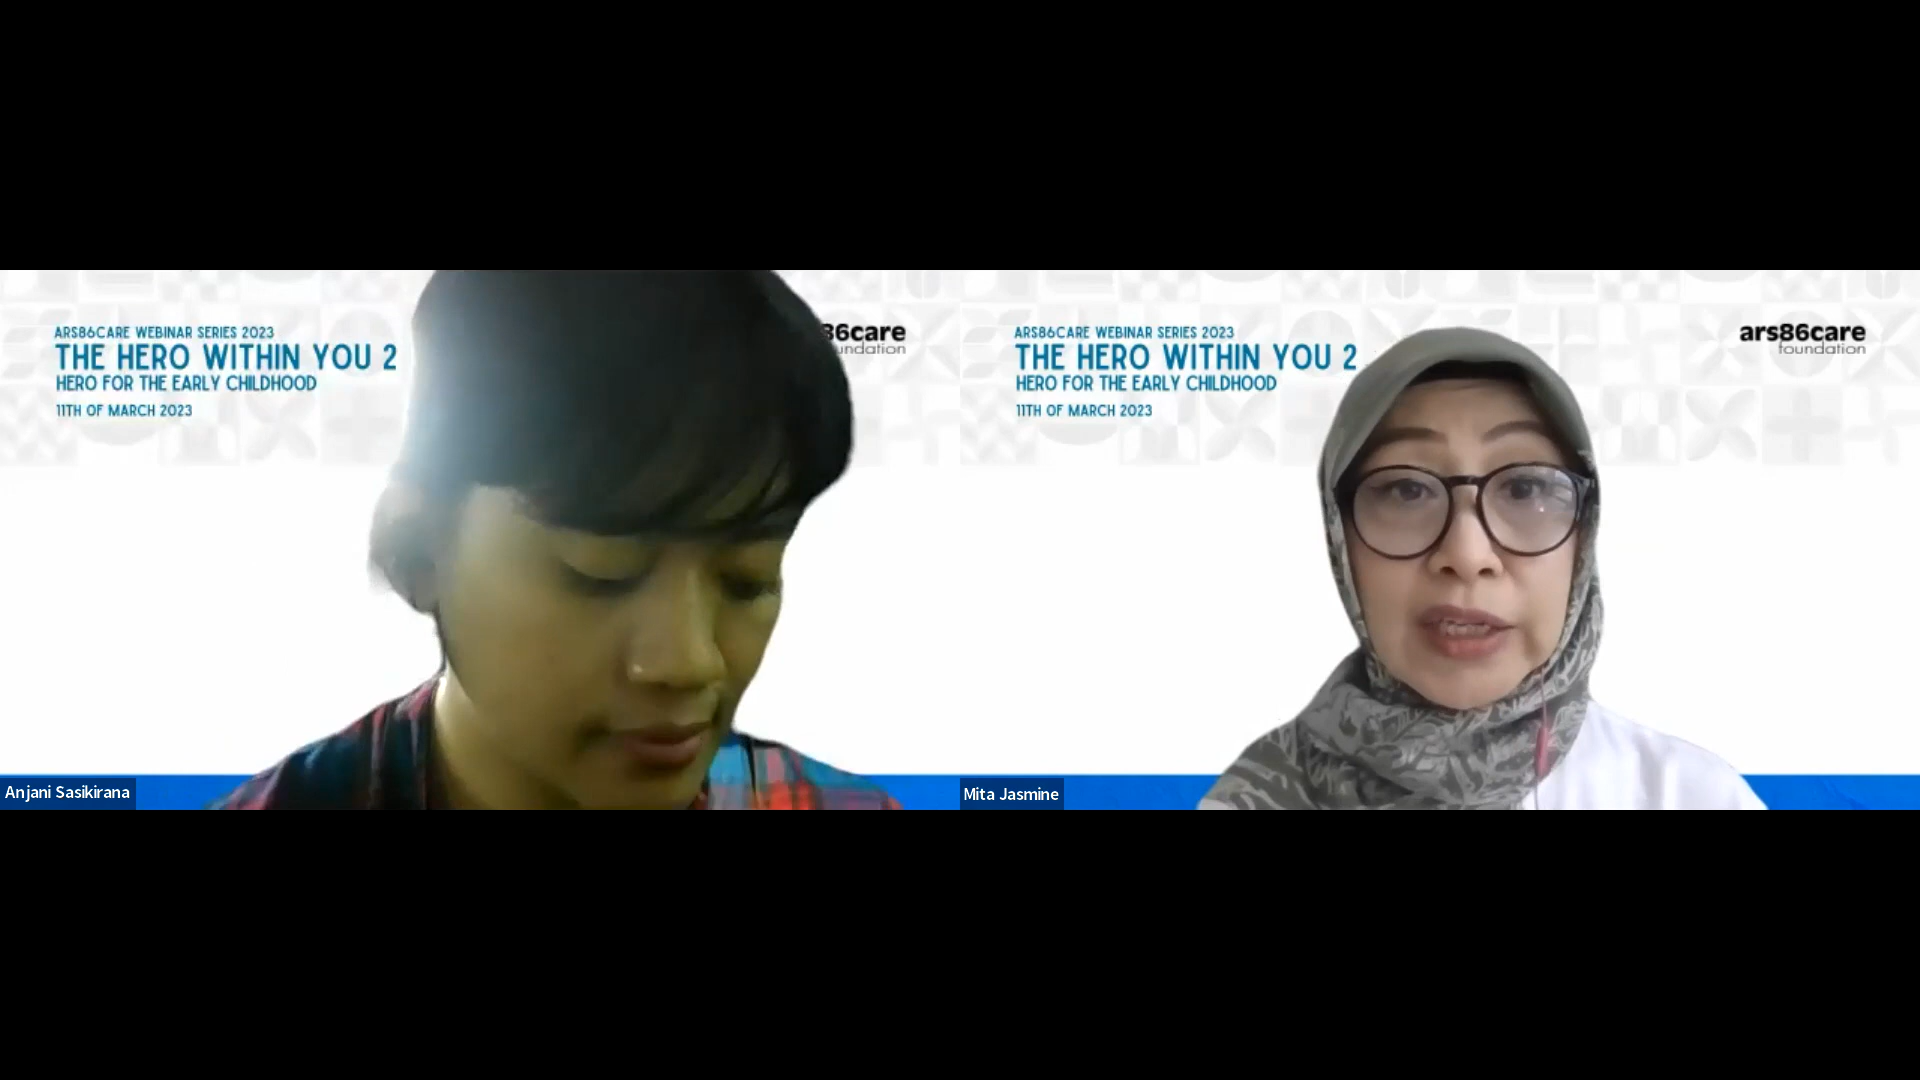 ARS86CARE WEBINAR SERIES 2023
THE HERO WITHIN YOU 2
HERO FOR THE EARLY CHILDHOOD
11TH OF MARCH 2023
86care
undation
Anjani Sasikirana
ARS86CARE WEBINAR SERIES 2023
THE HERO WITHIN YOU 2
HERO FOR THE EARLY CHILDHOOD
11TH OF MARCH 2023
ars86care
foundation
Mita Jasmine